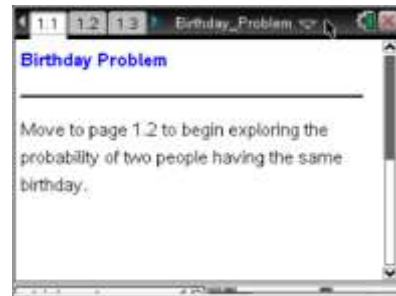 1.1 1.2 1.3 Birthday_Problem
Birthday Problem
Move to page 1.2 to begin exploring the
probability of two people having the same
birthday.